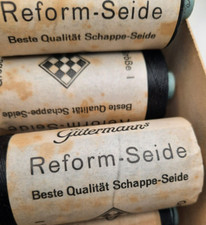 Reform-Seide
Beste Qualität Schappe-Seide
Beste Qualität Schappe-Seide
Gütermann's
Reform-Seide
Beste Qualität Schappe-Seide